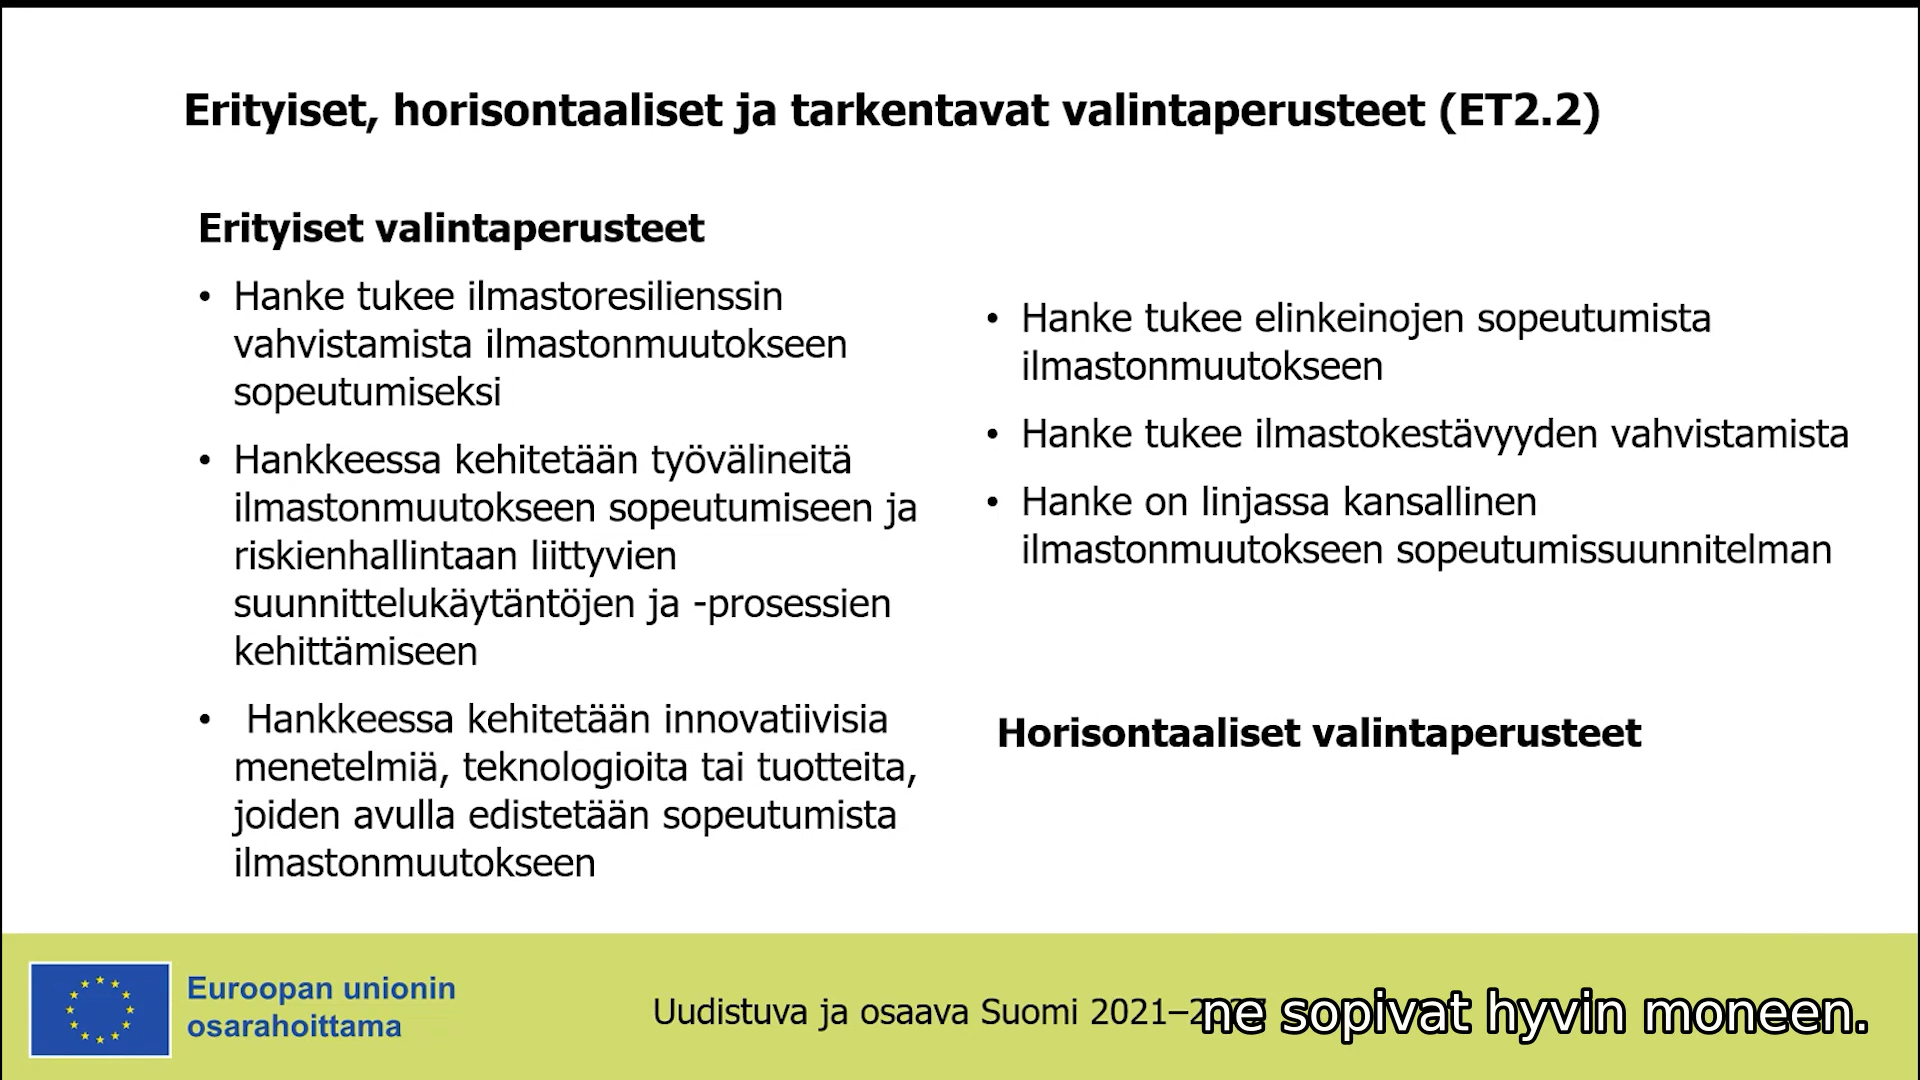 Erityiset, horisontaaliset ja tarkentavat valintaperusteet (ET2.2)
Erityiset valintaperusteet
• Hanke tukee ilmastoresilienssin
vahvistamista ilmastonmuutokseen
sopeutumiseksi
• Hankkeessa kehitetään työvälineitä
ilmastonmuutokseen sopeutumiseen ja
riskienhallintaan liittyvien
suunnittelukäytäntöjen ja -prosessien
kehittämiseen
• Hankkeessa kehitetään innovatiivisia
menetelmiä, teknologioita tai tuotteita,
joiden avulla edistetään sopeutumista
ilmastonmuutokseen
• Hanke tukee elinkeinojen sopeutumista
ilmastonmuutokseen
• Hanke tukee ilmastokestävyyden vahvistamista
• Hanke on linjassa kansallinen
ilmastonmuutokseen sopeutumissuunnitelman
Horisontaaliset valintaperusteet
Euroopan unionin
osarahoittama
Uudistuva ja osaava Suomi
ne sopivat hyvin moneen.